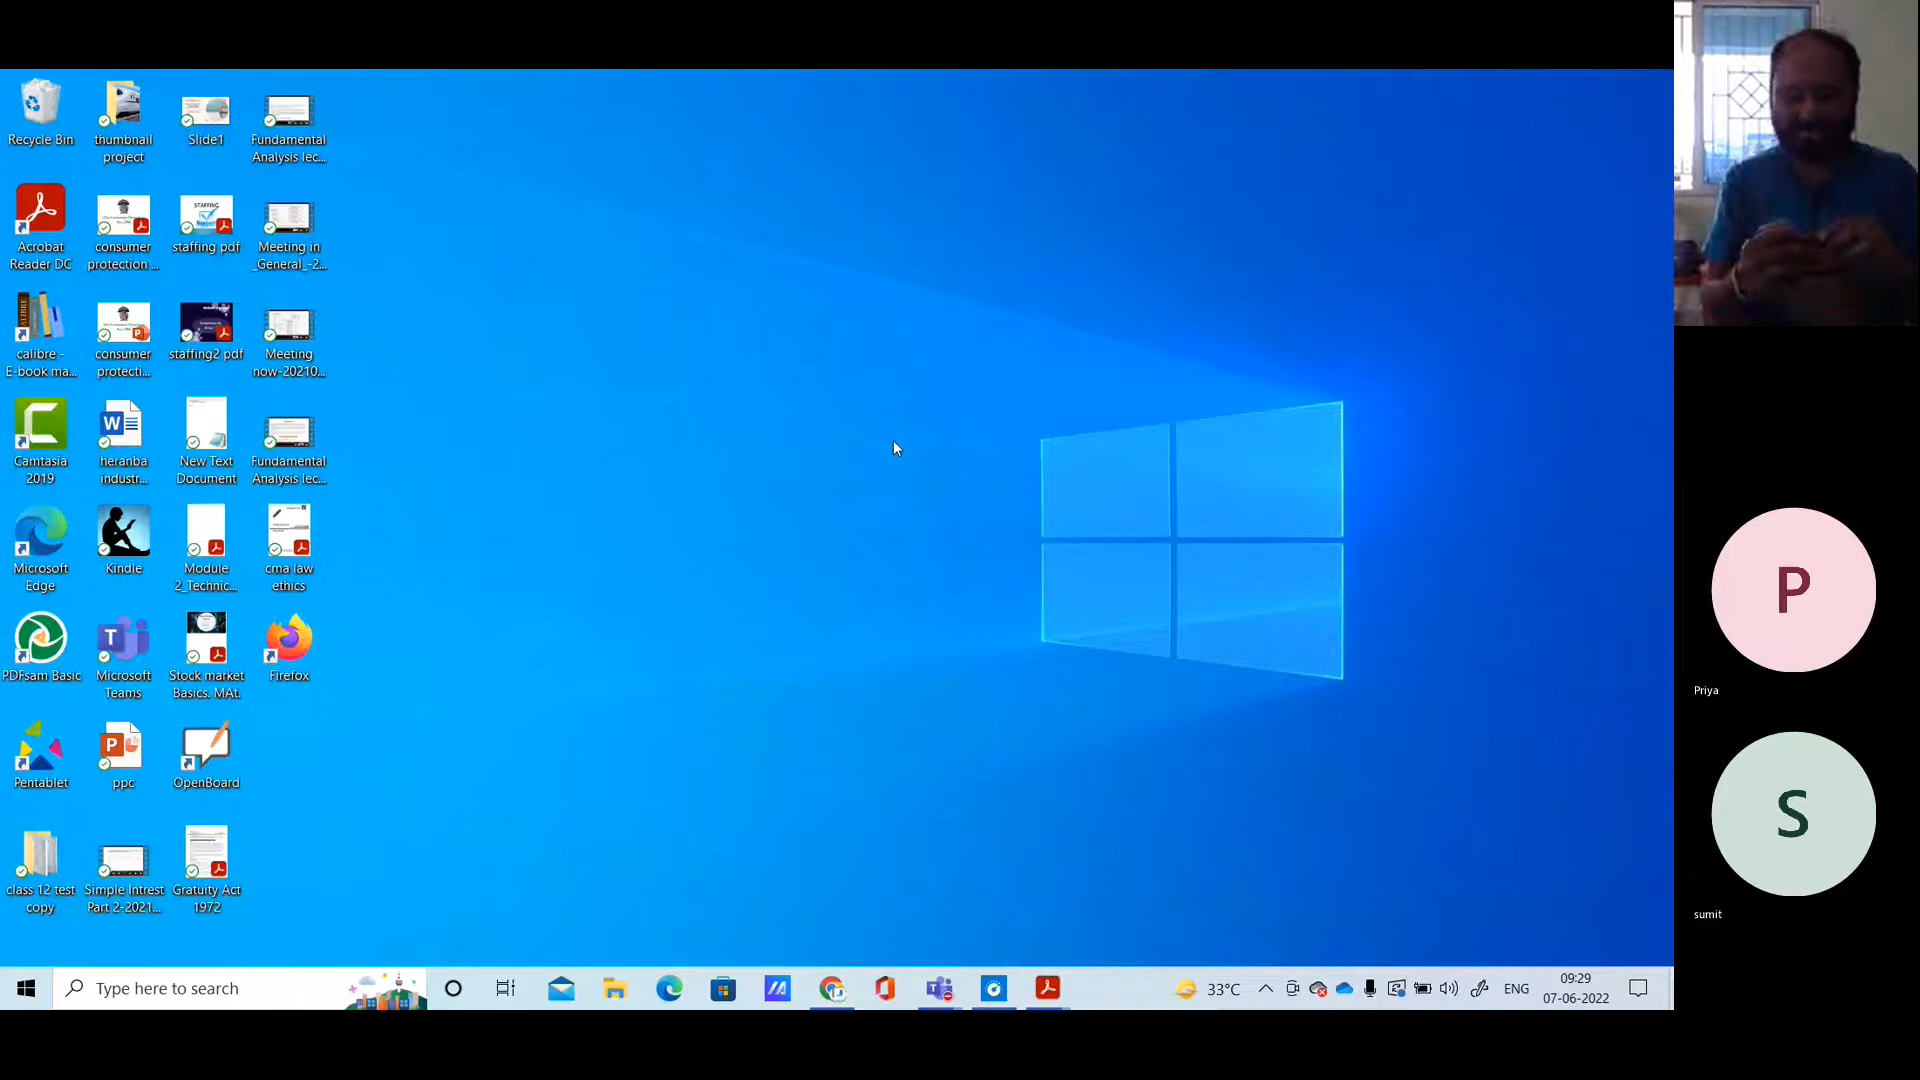 Recycle Bin
thumbnail
project
Slide1
Fundamental
Analysis lec...
Acrobat
Reader DC
consumer
protection ...
STAFFING
staffing pdf
Meeting in
_General_-2...
CALIBRE
calibre -
E-book ma...
consumer
protecti...
staffing2 pdf
Meeting
now-20210...
Camtasia
2019
W
heranba
industr...
New Text
Document
Fundamental
Analysis lec...
Microsoft
Edge
Kindle
Module
2_Technic...
cma law
ethics
PDFsam Basic
T
Microsoft
Teams
Stock market
Basics. MAt.
Firefox
Pentablet
P
ppc
OpenBoard
class 12 test
copy
Simple Intrest
Part 2-2021...
Gratuity Act
1972
Type here to search
33°C
ENG
09:29
07-06-2022
P
Priya
S
sumit